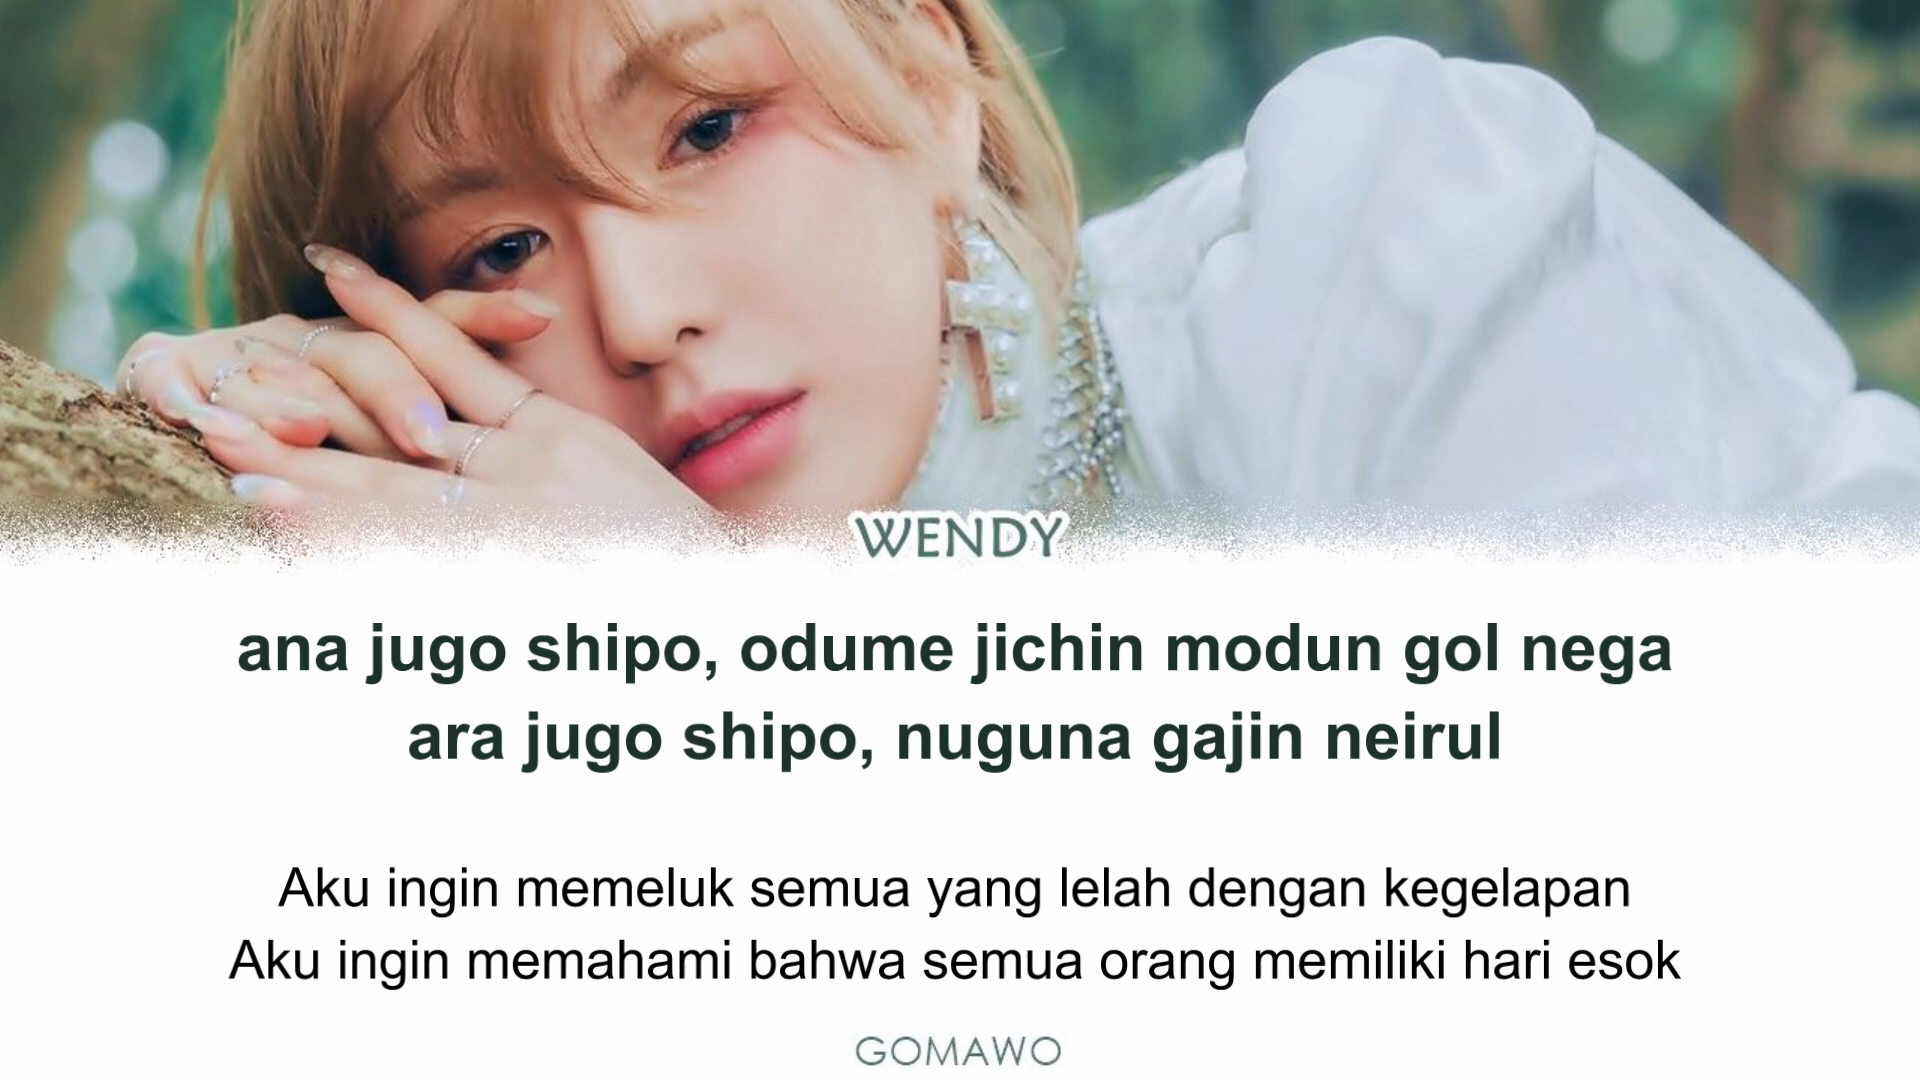 WENDY
ana jugo shipo, odume jichin modun gol nega
ara jugo shipo, nuguna gajin neirul
Aku ingin memeluk semua yang lelah dengan kegelapan
Aku ingin memahami bahwa semua orang memiliki hari esok
GOMAWO